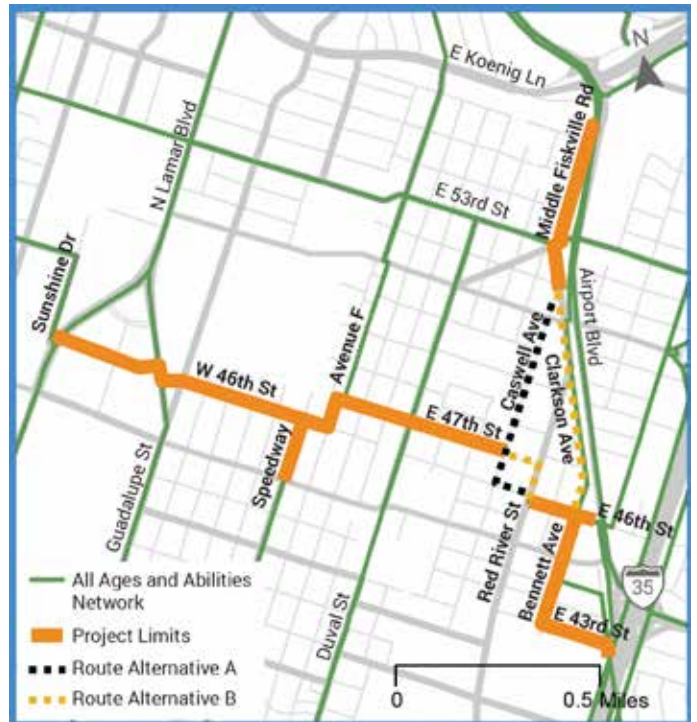 N
E Koenig Ln
N Lamar Blvd
Middle Fiskville Rd
E 53rd St
Sunshine Dr
Airport Blvd
Avenue F
Caswell Ave
Clarkson Ave
W 46th St
E 47th St
Speedway
Guadalupe St
Red River St
E 46th St
Bennett Ave
35
E 43rd St
Duval St
All Ages and Abilities
Network
Project Limits
Route Alternative A
Route Alternative B
0
0.5 Miles